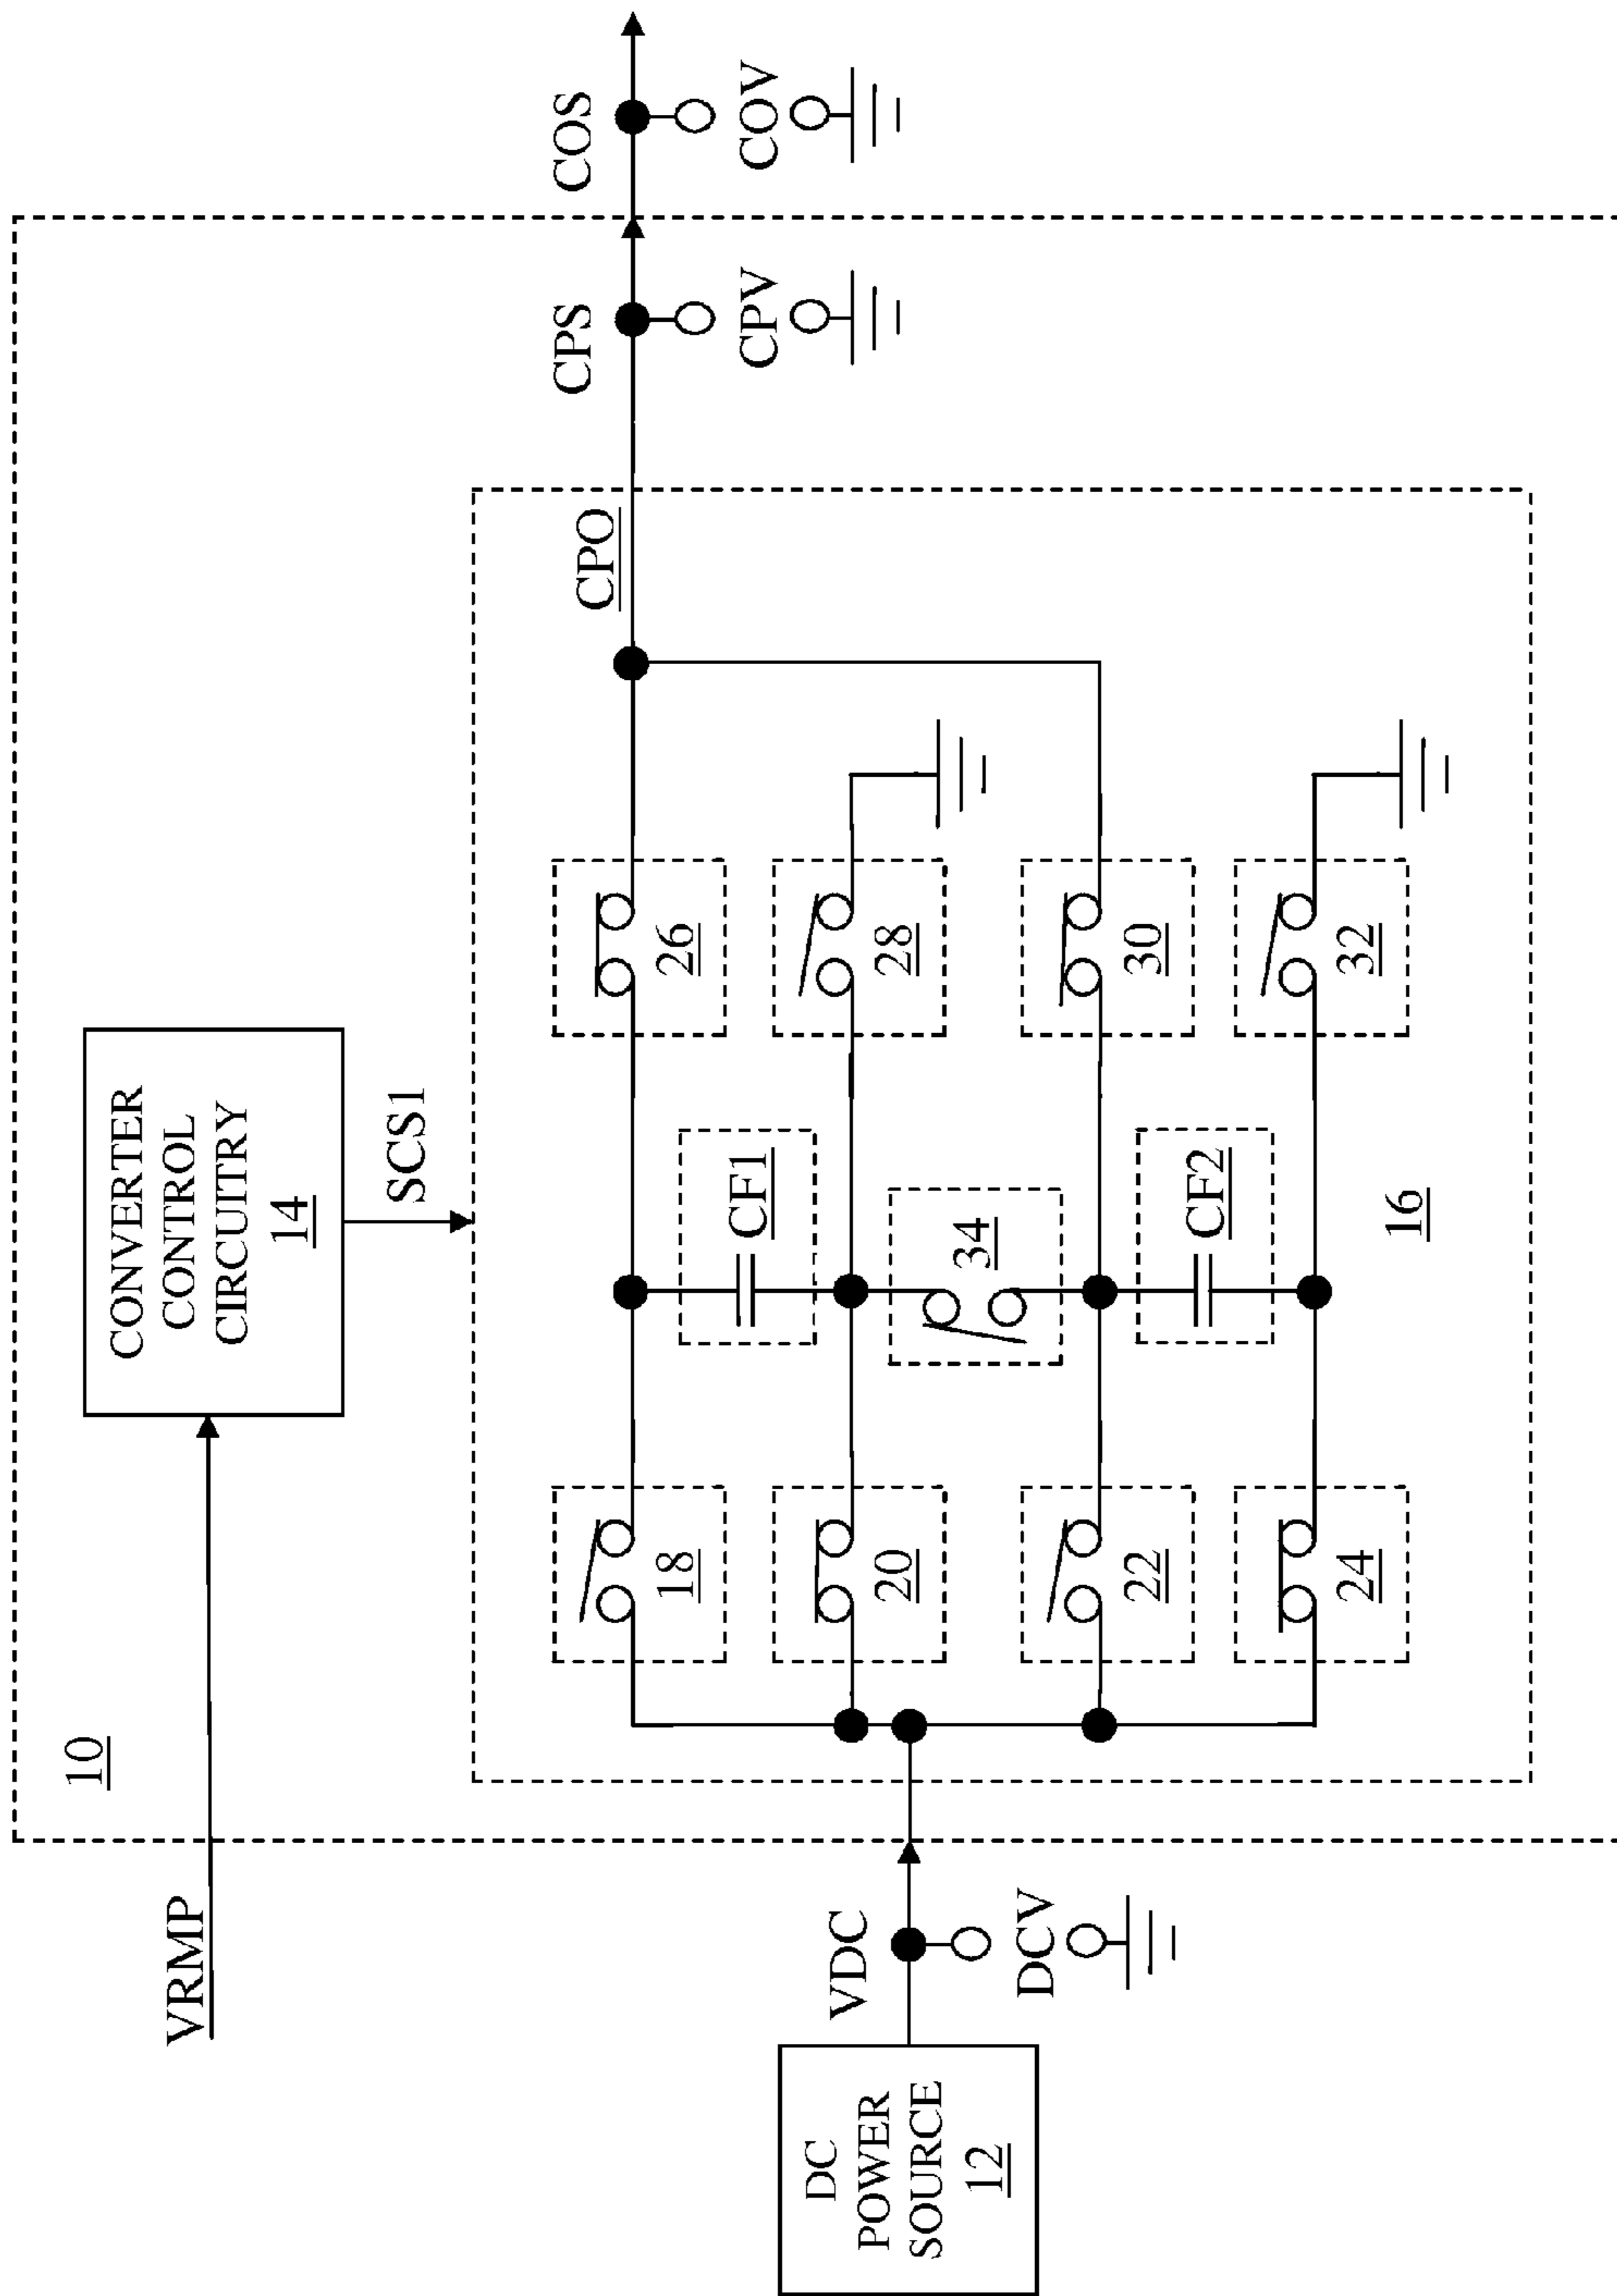 10
VRMP
CONVERTER
CONTROL
CIRCUITRY
14
SCS1
CPO
CPS
COS
CPV
COV
18
26
CF1
20
28
34
22
30
CF2
24
32
16
VDC
DCV
DC
POWER
SOURCE
12